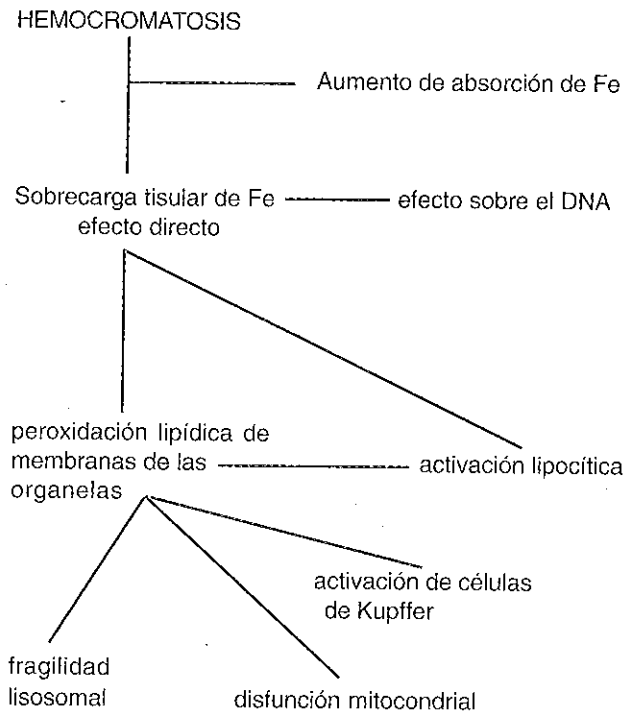 HEMOCROMATOSIS
Aumento de absorción de Fe
Sobrecarga tisular de Fe
efecto directo
efecto sobre el DNA
peroxidación lipídica de
membranas de las
organelas
activación lipocítica
activación de células
de Kupffer
fragilidad
lisosomal
disfunción mitocondrial